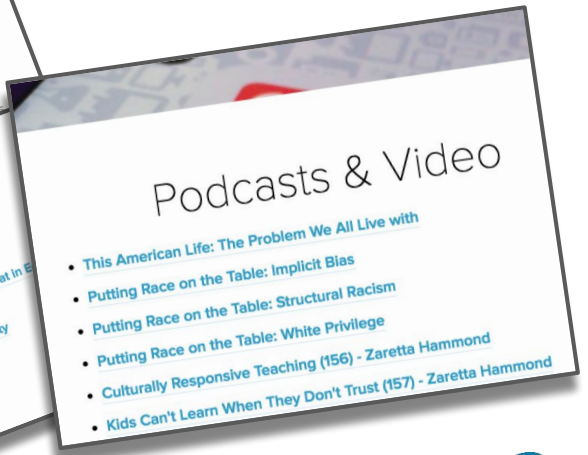 Podcasts & Video
This American Life: The Problem We All Live with
Putting Race on the Table: Implicit Bias
Putting Race on the Table: Structural Racism
Putting Race on the Table: White Privilege
Culturally Responsive Teaching (156) - Zaretta Hammond
Kids Can't Learn When They Don't Trust (157) - Zaretta Hammond
at in